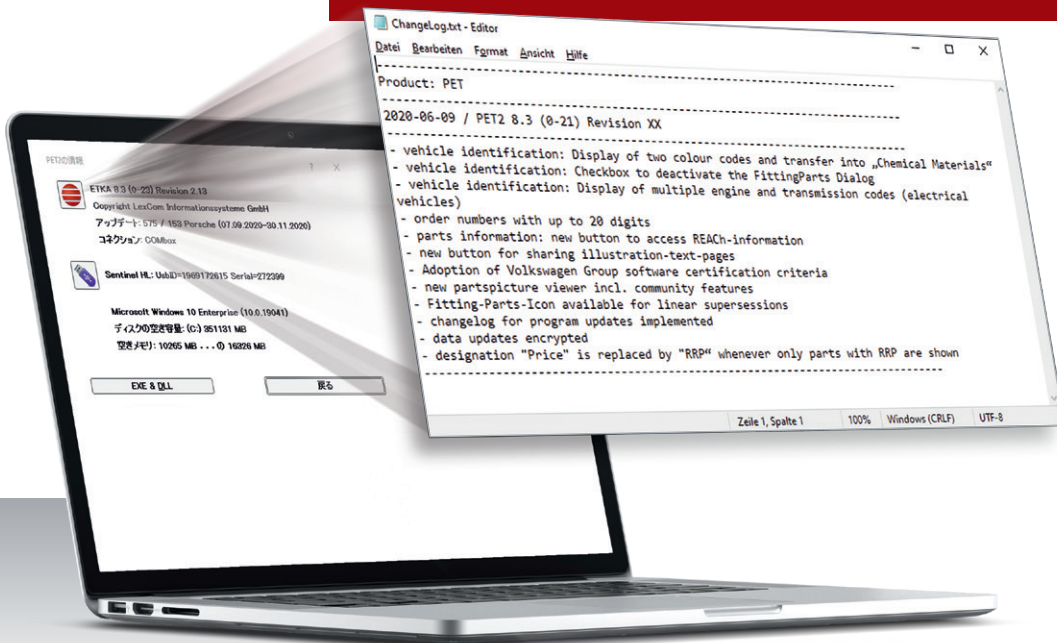 ChangeLog.txt - Editor
Datei Bearbeiten Format Ansicht Hilfe
Product: PET
2020-06-09 / PET2 8.3 (0-21) Revision XX
- vehicle identification: Display of two colour codes and transfer into „Chemical Materials“
- vehicle identification: Checkbox to deactivate the FittingParts Dialog
- vehicle identification: Display of multiple engine and transmission codes (electrical
vehicles)
- order numbers with up to 20 digits
- parts information: new button to access REACh-information
- new button for sharing illustration-text-pages
- Adoption of Volkswagen Group software certification criteria
- new partspicture viewer incl. community features
- Fitting-Parts-Icon available for linear supersessions
- changelog for program updates implemented
- data updates encrypted
- designation "Price" is replaced by "RRP“ whenever only parts with RRP are shown
Zeile 1, Spalte 1 100% Windows (CRLF) UTF-8
PET2の情報
ETKA 8.3 (0-23) Revision 2.13
Copyright LexCom Informationssysteme GmbH
アップデート: 575 / 153 Porsche (07.09.2020-30.11.2020)
コネクション: COMbox
Sentinel HL: UsbID=1969172615 Serial=272399
Microsoft Windows 10 Enterprise (10.0.19041)
ディスクの空き容量: (C:) 351131 MB
空きメモリ: 10265 MB . . . の 16326 MB
EXE & DLL
戻る